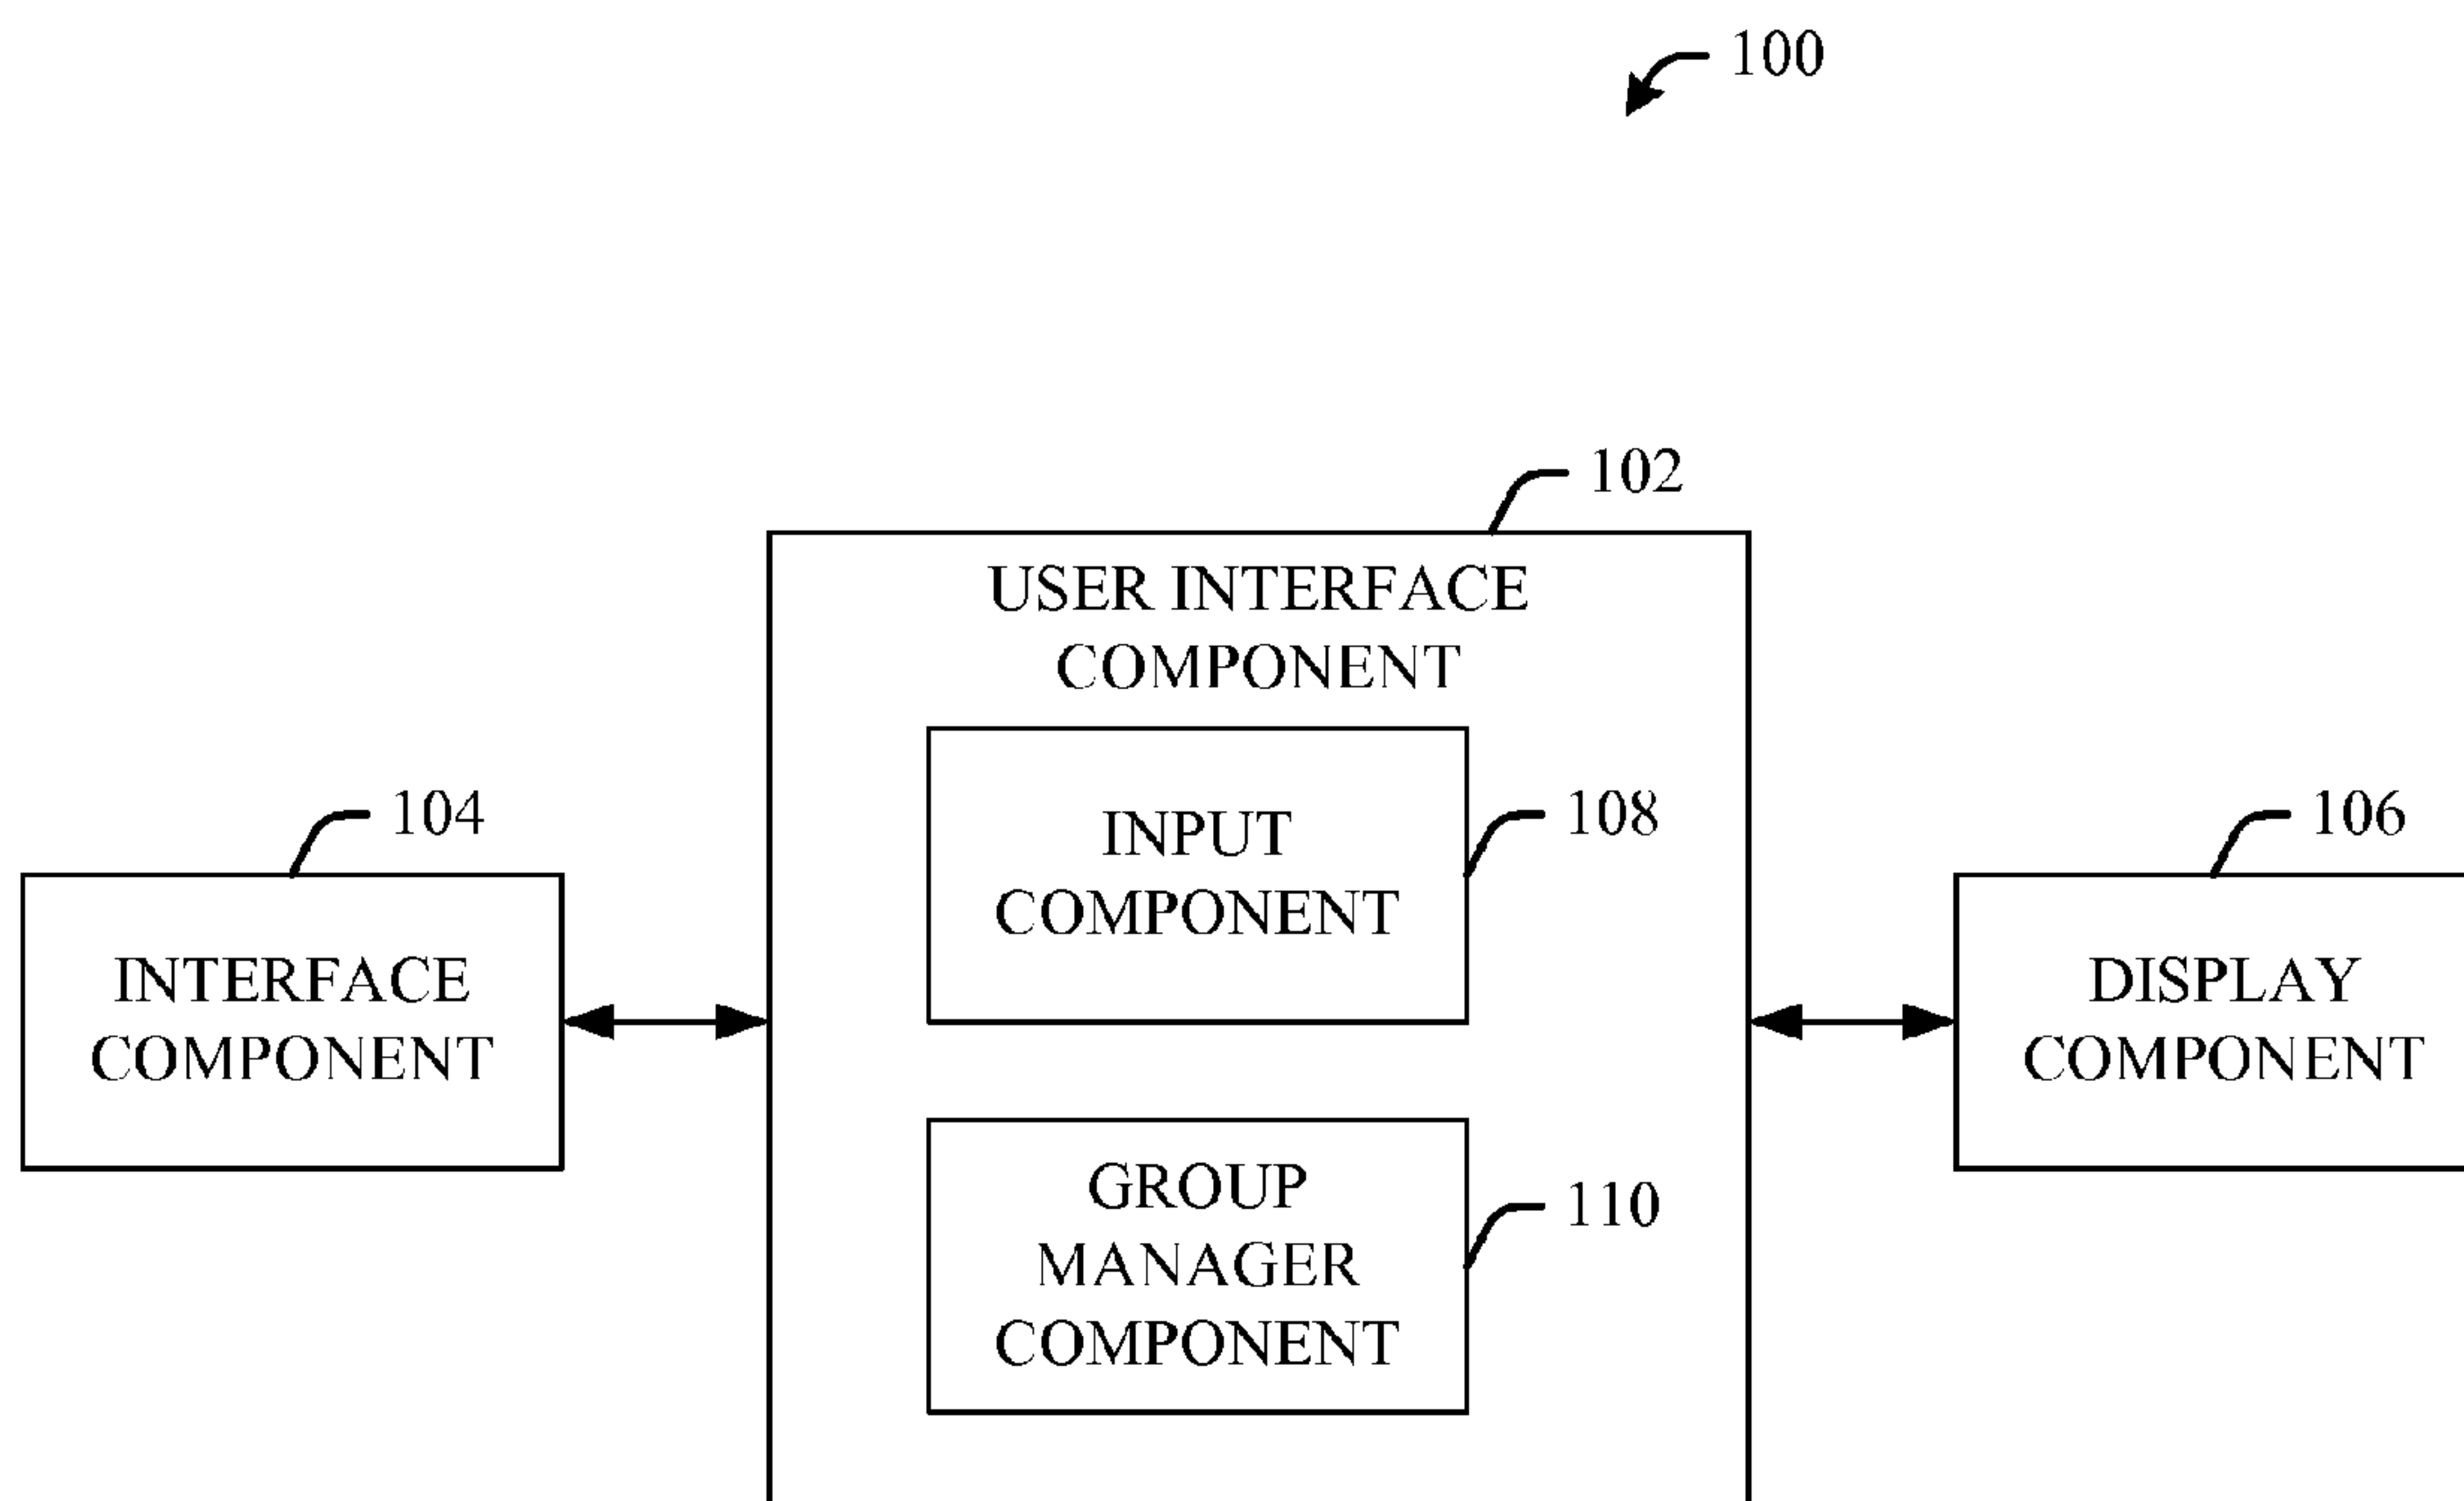 100
102
USER INTERFACE
COMPONENT
104
INTERFACE
COMPONENT
108
INPUT
COMPONENT
106
DISPLAY
COMPONENT
110
GROUP
MANAGER
COMPONENT